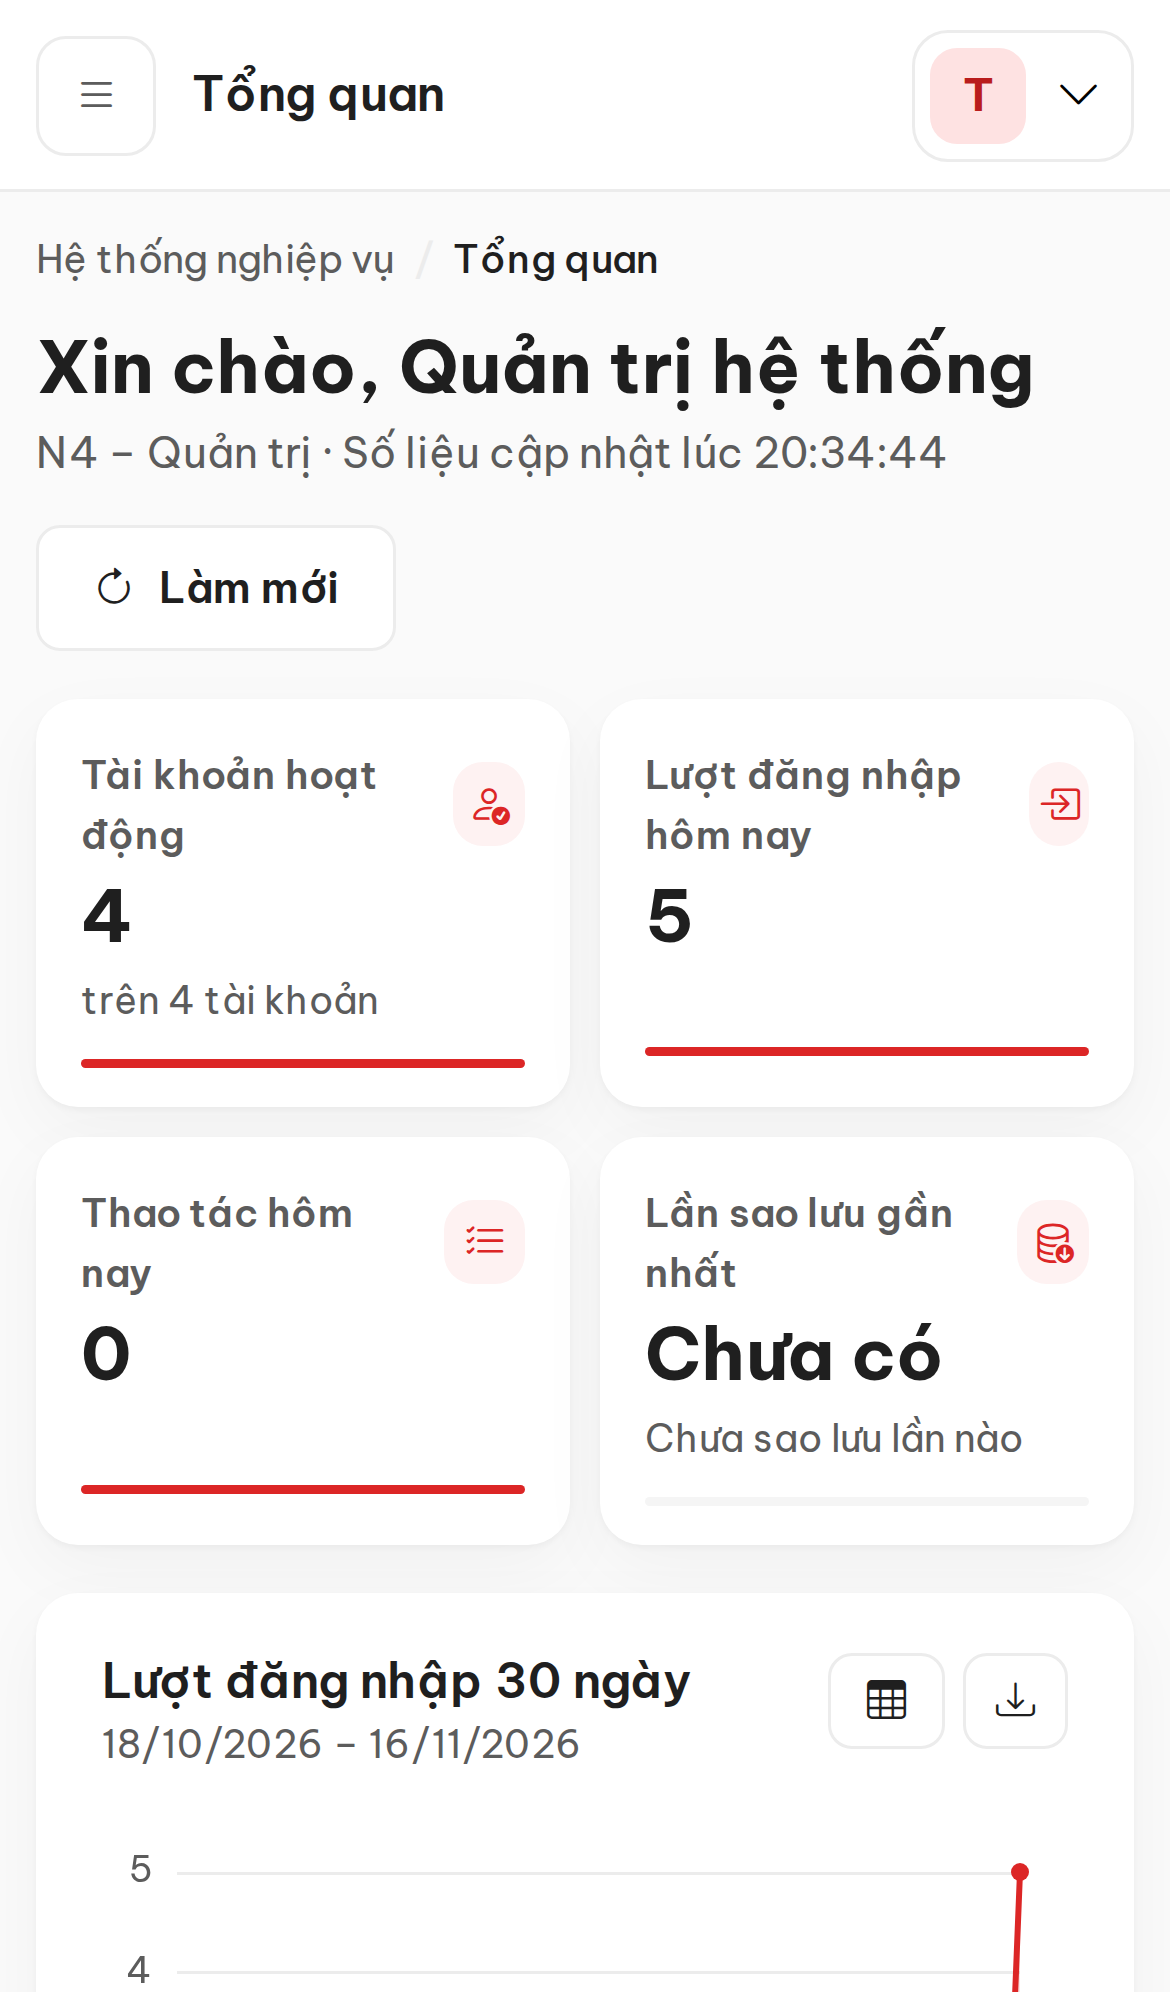 Tổng quan
T
Hệ thống nghiệp vụ / Tổng quan
Xin chào, Quản trị hệ thống
N4 – Quản trị · Số liệu cập nhật lúc 20:34:44
Làm mới
Tài khoản hoạt
động
4
trên 4 tài khoản
Lượt đăng nhập
hôm nay
5
Thao tác hôm
nay
0
Lần sao lưu gần
nhất
Chưa có
Chưa sao lưu lần nào
Lượt đăng nhập 30 ngày
18/10/2026 – 16/11/2026
5
4